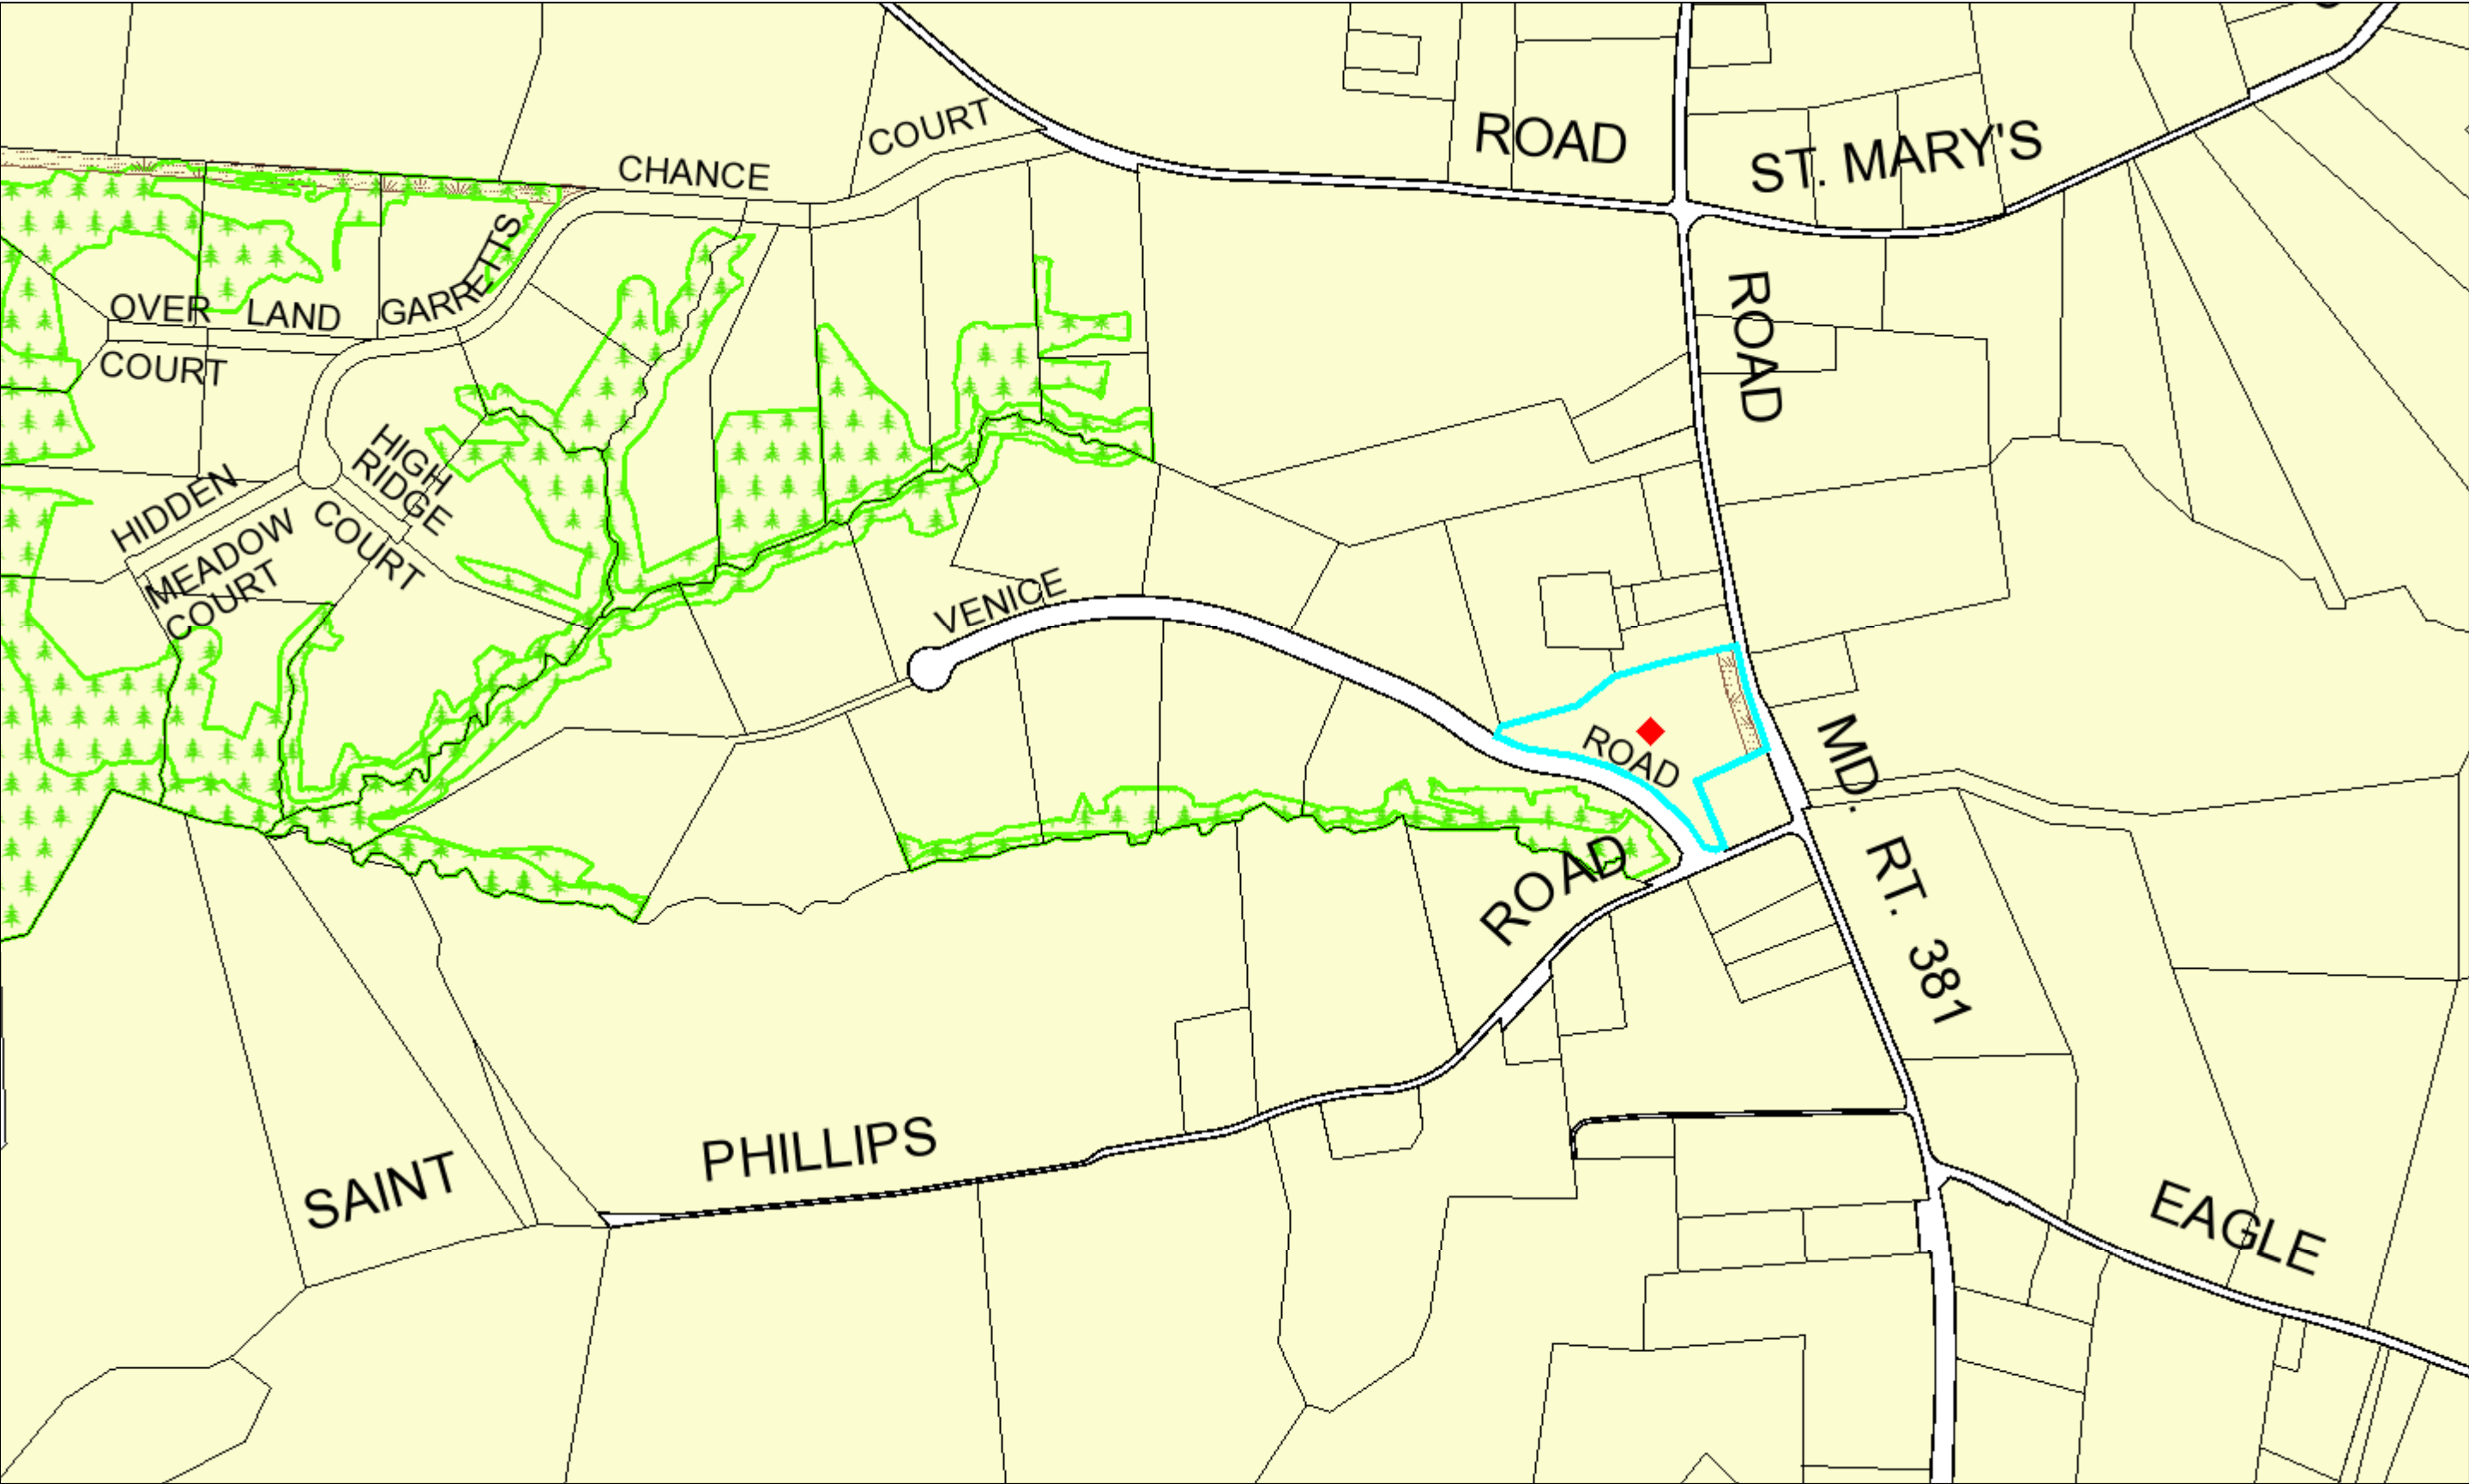 ROAD
ST. MARY'S
CHANCE
COURT
ROAD
OVER LAND
COURT
GARRETTS
HIGH
RIDGE
COURT
HIDDEN
MEADOW
COURT
VENICE
ROAD
MD. RT. 381
ROAD
SAINT
PHILLIPS
EAGLE